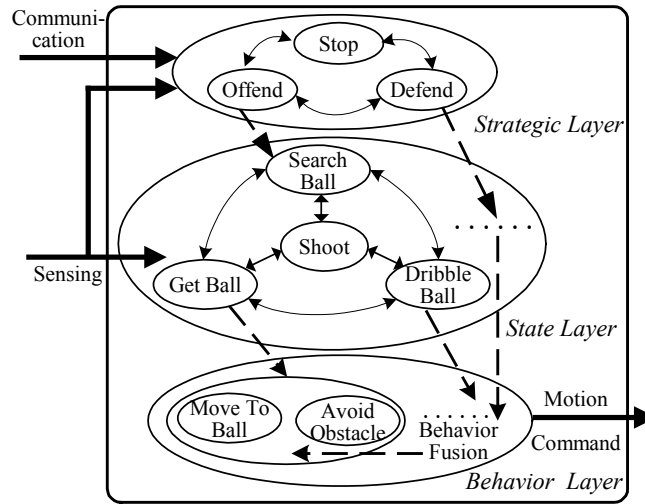 Communi-
cation
Stop
Offend
Defend
Strategic Layer
Search
Ball
Shoot
Sensing
Get Ball
Dribble
Ball
State Layer
Move To
Ball
Avoid
Obstacle
Behavior
Fusion
Motion
Command
Behavior Layer